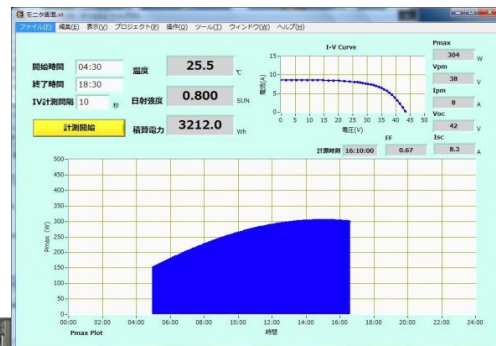 モニタ画面.vi
ファイル(F) 編集(E) 表示(V) プロジェクト(P) 操作(O) ツール(T) ウィンドウ(W) ヘルプ(H)
開始時間 04:30
終了時間 18:30
IV計測間隔 10 秒
計測開始
温度 25.5 ℃
日射強度 0.800 SUN
積算電力 3212.0 Wh
I-V Curve
電流(A)
15-
10-
5-
0-
0 5 10 15 20 25 30 35 40 45 50
電圧(V)
Pmax
304 W
Vpm
38 V
Ipm
8 A
Voc
42 V
Isc
8.3 A
FF
計測時刻 16:10:00 0.67
Pmax (W)
500-
450-
400-
350-
300-
250-
200-
150-
100-
50-
0-
00:00 02:00 04:00 06:00 08:00 10:00 12:00 14:00 16:00 18:00 20:00 22:00 24:00
Pmax Plot 時間